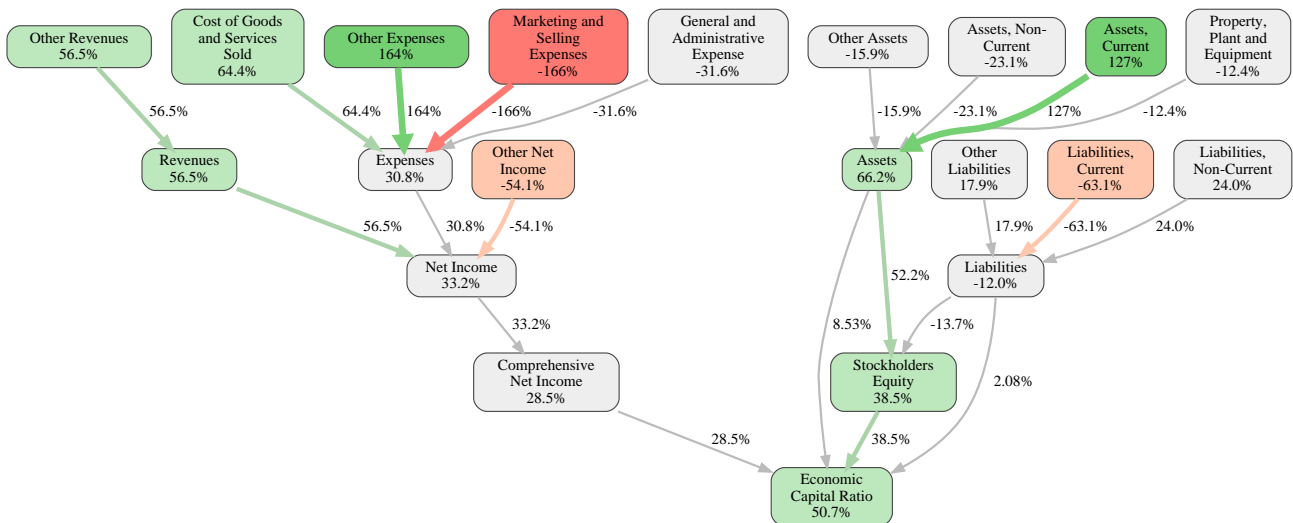 Other Revenues
56.5%
Cost of Goods
and Services
Sold
64.4%
Other Expenses
164%
Marketing and
Selling
Expenses
-166%
General and
Administrative
Expense
-31.6%
Other Assets
-15.9%
Assets, Non-
Current
-23.1%
Assets,
Current
127%
Property,
Plant and
Equipment
-12.4%
56.5%
64.4%
164%
-166%
-31.6%
-15.9%
-23.1%
127%
-12.4%
Revenues
56.5%
Expenses
30.8%
Other Net
Income
-54.1%
Assets
66.2%
Other
Liabilities
17.9%
Liabilities,
Current
-63.1%
Liabilities,
Non-Current
24.0%
56.5%
30.8%
-54.1%
17.9%
-63.1%
24.0%
Net Income
33.2%
52.2%
Liabilities
-12.0%
33.2%
8.53%
-13.7%
Comprehensive
Net Income
28.5%
Stockholders
Equity
38.5%
2.08%
28.5%
38.5%
Economic
Capital Ratio
50.7%